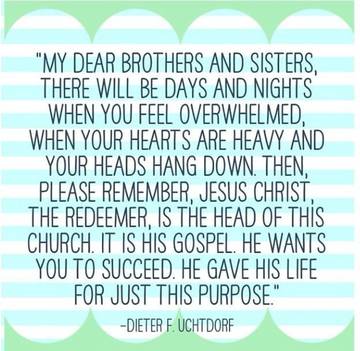 "MY DEAR BROTHERS AND SISTERS,
THERE WILL BE DAYS AND NIGHTS
WHEN YOU FEEL OVERWHELMED,
WHEN YOUR HEARTS ARE HEAVY AND
YOUR HEADS HANG DOWN. THEN,
PLEASE REMEMBER, JESUS CHRIST,
THE REDEEMER, IS THE HEAD OF THIS
CHURCH. IT IS HIS GOSPEL. HE WANTS
YOU TO SUCCEED. HE GAVE HIS LIFE
FOR JUST THIS PURPOSE."
-DIETER F. UCHTDORF